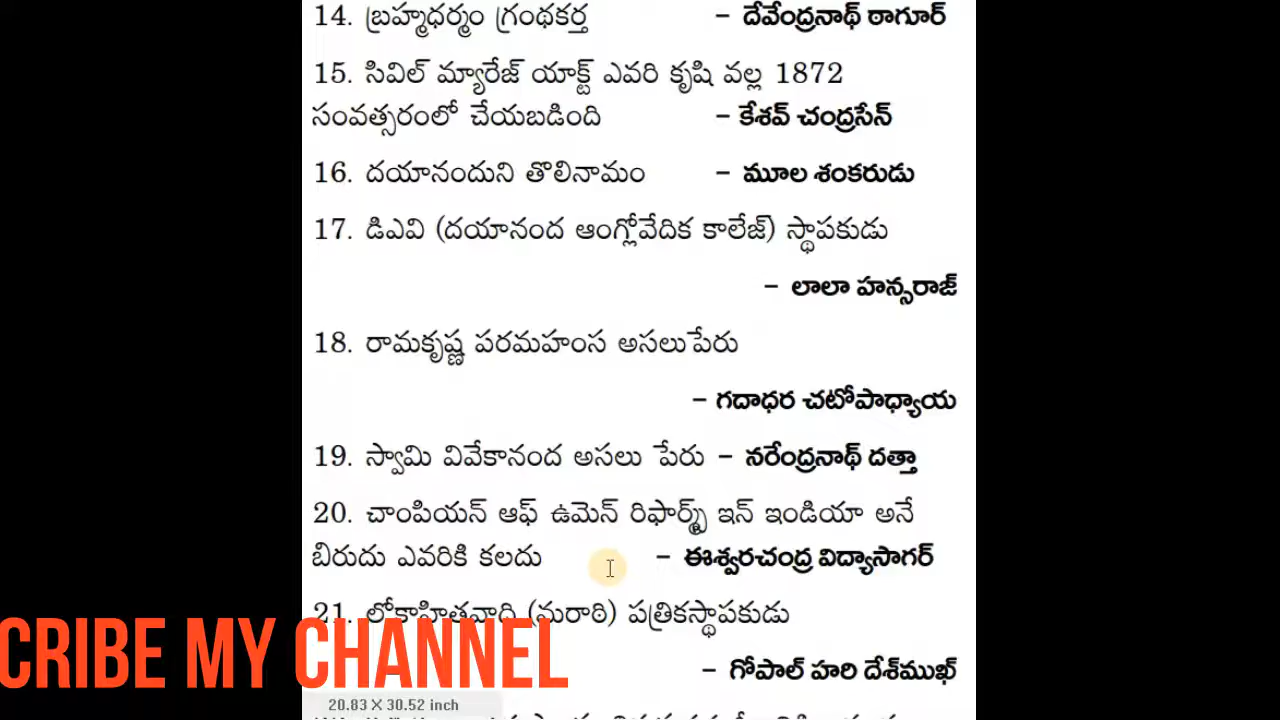 14. బ్రహ్మధర్మం గ్రంథకర్త – దేవేంద్రనాథ్ ఠాగూర్
15. సివిల్ మ్యారేజ్ యాక్ట్ ఎవరి కృషి వల్ల 1872
సంవత్సరంలో చేయబడింది – కేశవ్ చంద్రసేన్
16. దయానందుని తొలినామం – మూల శంకరుడు
17. డిఎవి (దయానంద ఆంగ్లోవేదిక కాలేజ్) స్థాపకుడు
– లాలా హన్సరాజ్
18. రామకృష్ణ పరమహంస అసలుపేరు
– గదాధర చటోపాధ్యాయ
19. స్వామి వివేకానంద అసలు పేరు – నరేంద్రనాథ్ దత్తా
20. చాంపియన్ ఆఫ్ ఉమెన్ రిఫార్మ్స్ ఇన్ ఇండియా అనే
బిరుదు ఎవరికి కలదు – ఈశ్వరచంద్ర విద్యాసాగర్
21. లోకాహితవాది (మరాఠి) పత్రికస్థాపకుడు
CRIBE MY CHANNEL
– గోపాల్ హరి దేశ్‌ముఖ్
20.83 X 30.52 inch